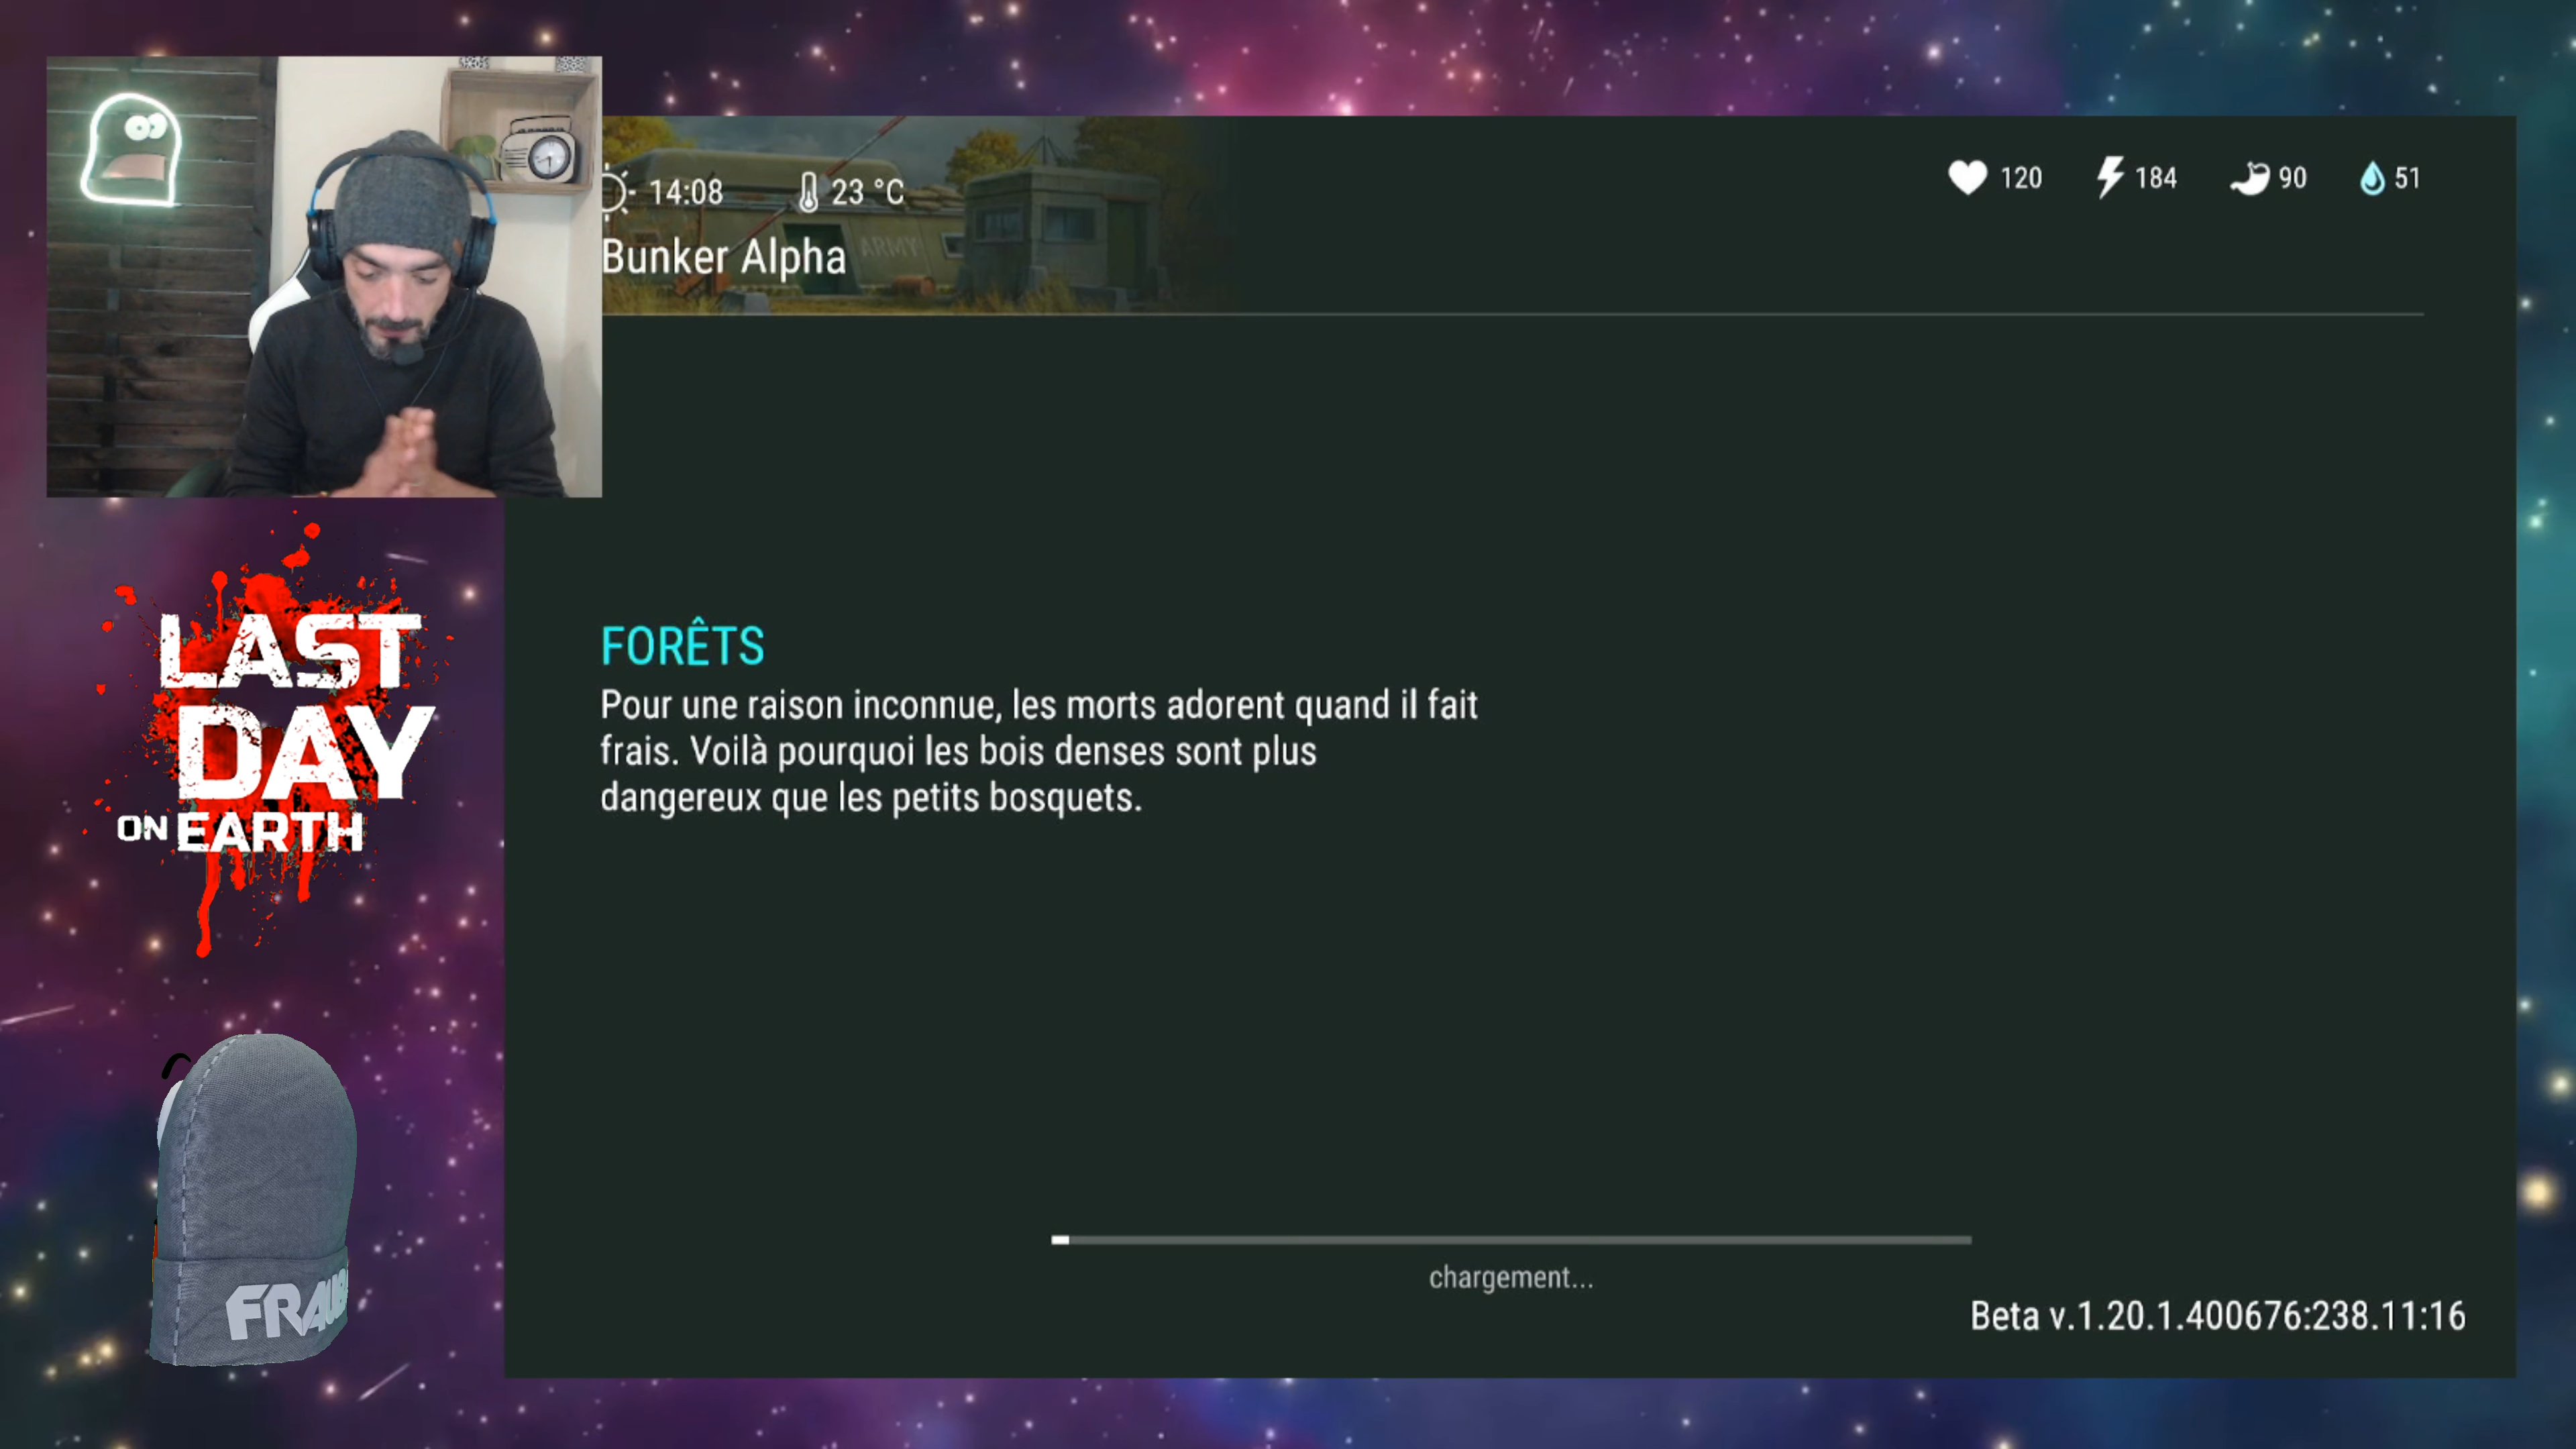 14:08
23 °C
120
184
90
51
Bunker Alpha
ARMY
FORÊTS
Pour une raison inconnue, les morts adorent quand il fait
frais. Voilà pourquoi les bois denses sont plus
dangereux que les petits bosquets.
LAST
DAY
ON EARTH
chargement...
Beta v.1.20.1.400676:238.11:16